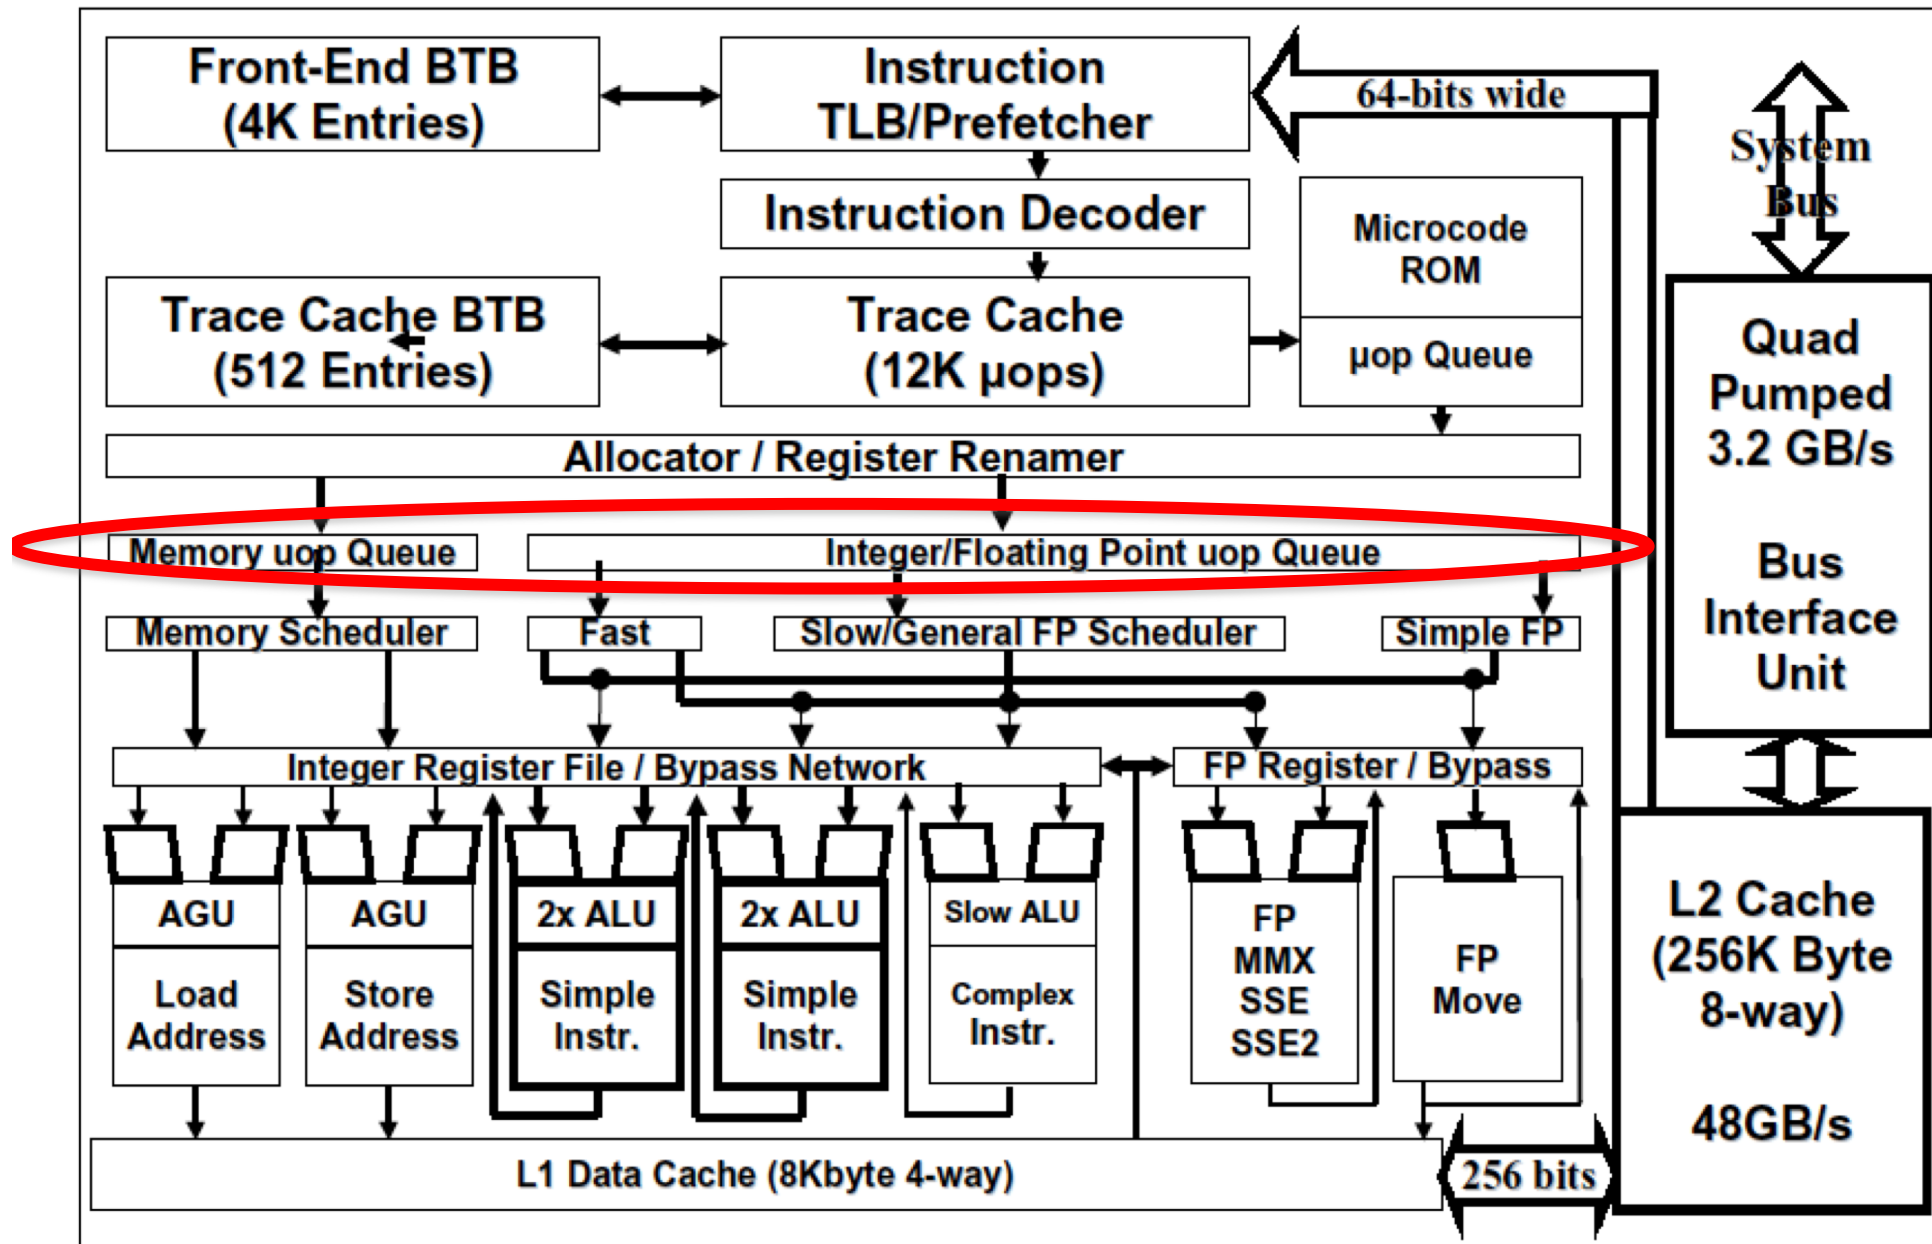 Front-End BTB
(4K Entries)
Instruction
TLB/Prefetcher
64-bits wide
System
Bus
Instruction Decoder
Microcode
ROM
Trace Cache BTB
(512 Entries)
Trace Cache
(12K µops)
µop Queue
Quad
Pumped
3.2 GB/s
Bus
Interface
Unit
Allocator / Register Renamer
Memory uop Queue
Integer/Floating Point uop Queue
Memory Scheduler
Fast
Slow/General FP Scheduler
Simple FP
Integer Register File / Bypass Network
FP Register / Bypass
AGU
Load
Address
AGU
Store
Address
2x ALU
Simple
Instr.
2x ALU
Simple
Instr.
Slow ALU
Complex
Instr.
FP
MMX
SSE
SSE2
FP
Move
L2 Cache
(256K Byte
8-way)
48GB/s
L1 Data Cache (8Kbyte 4-way)
256 bits